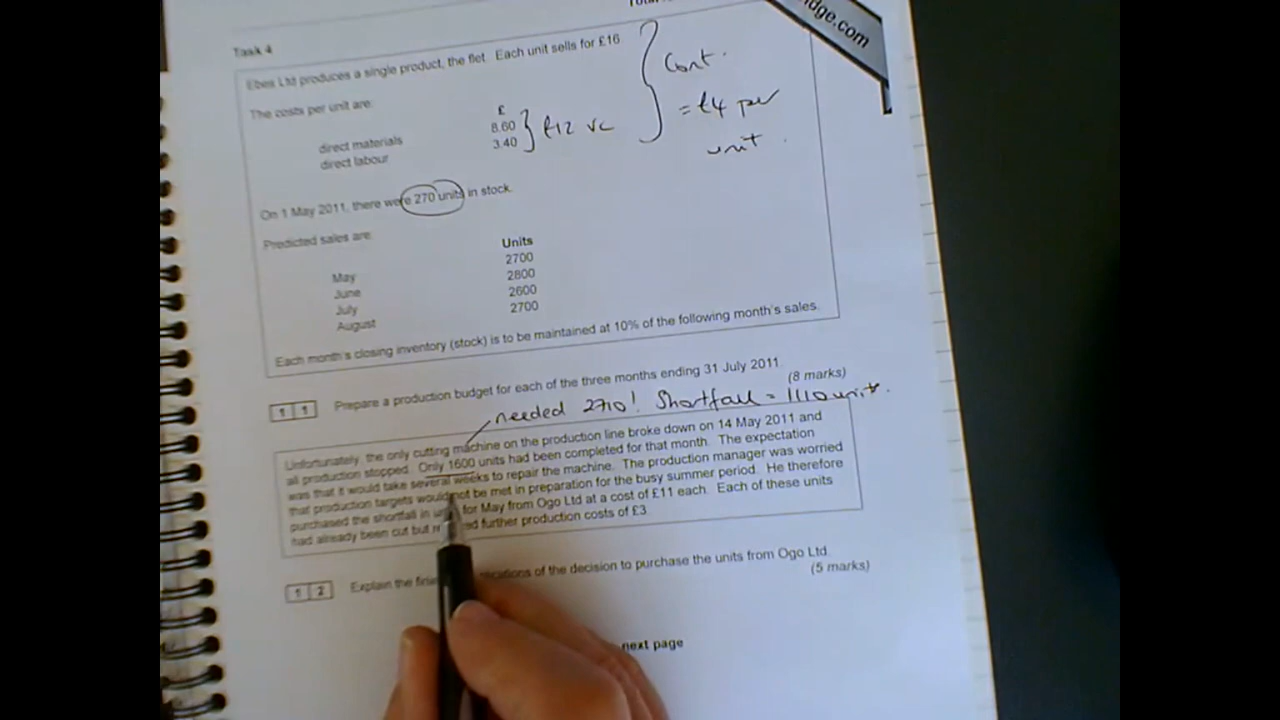 idge.com
Task 4
Ebes Ltd produces a single product, the flet. Each unit sells for £16
The costs per unit are:
£
direct materials 8.60
direct labour 3.40
£12 vc
Cont.
= £4 per
unit.
On 1 May 2011, there were 270 units in stock.
Predicted sales are:
Units
May 2700
June 2800
July 2600
August 2700
Each month's closing inventory (stock) is to be maintained at 10% of the following month's sales.
1 1 Prepare a production budget for each of the three months ending 31 July 2011.
(8 marks)
needed 2710! Shortfall = 1110 units.
Unfortunately, the only cutting machine on the production line broke down on 14 May 2011 and
all production stopped. Only 1600 units had been completed for that month. The expectation
was that it would take several weeks to repair the machine. The production manager was worried
that production targets would not be met in preparation for the busy summer period. He therefore
purchased the shortfall in for May from Ogo Ltd at a cost of £11 each. Each of these units
had already been cut but further production costs of £3
1 2 Explain the of the decision to purchase the units from Ogo Ltd.
(5 marks)
next page